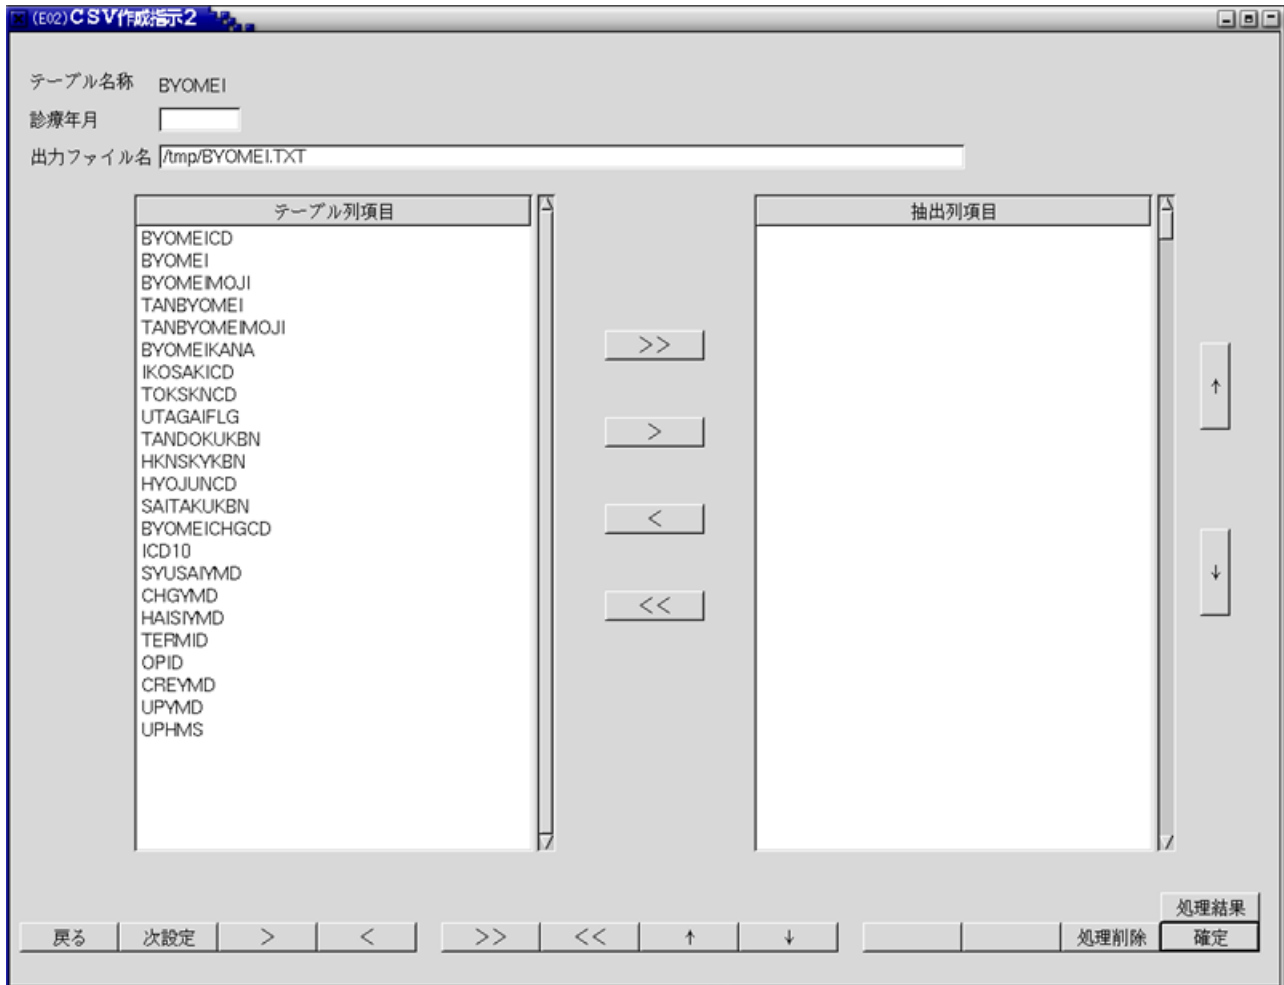 (E02)CSV作成指示2
テーブル名称 BYOMEI
診療年月
出力ファイル名 /tmp/BYOMEI.TXT
テーブル列項目
BYOMEICD
BYOMEI
BYOMEIMOJI
TANBYOMEI
TANBYOMEIMOJI
BYOMEIKANA
IKOSAKICD
TOKSKNCD
UTAGAIFLG
TANDOKUKBN
HKNSKYKBN
HYOJUNCD
SAITAKUKBN
BYOMEICHGCD
ICD10
SYUSAIYMD
CHGYMD
HAISIYMD
TERMID
OPID
CREYMD
UPYMD
UPHMS
>>
>
<
<<
抽出列項目
↑
↓
処理結果
戻る 次設定 > < >> << ↑ ↓ 処理削除 確定